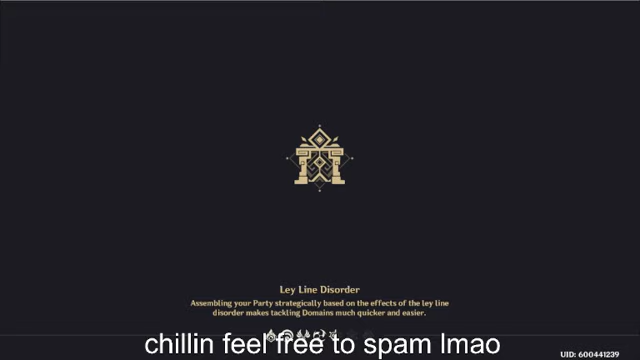 Ley Line Disorder
Assembling your Party strategically based on the effects of the ley line
disorder makes tackling Domains much quicker and easier.
chillin feel free to spam lmao
UID: 600441239